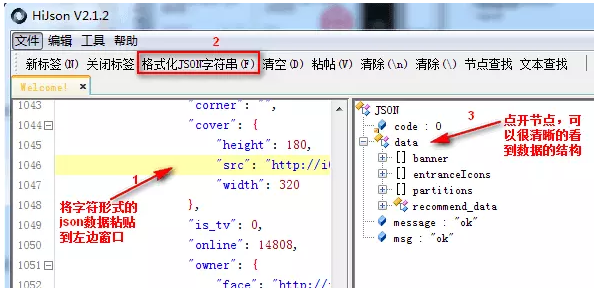 HiJson V2.1.2
文件 编辑 工具 帮助
2
新标签(N) 关闭标签 格式化JSON字符串(F) 清空(D) 粘帖(V) 清除(\n) 清除(\) 节点查找 文本查找
Welcome!
1043 "corner": "",
1044 "cover": {
1045 "height": 180,
1046 "src": "http://i
1047 "width": 320
1048 },
1049 "is_tv": 0,
1050 "online": 14808,
1051 "owner": {
1052 "face": "http://i
1
将字符形式的
json数据粘贴
到左边窗口
JSON
code : 0
data
[] banner
[] entranceIcons
[] partitions
recommend_data
message : "ok"
msg : "ok"
3
点开节点，可
以很清晰的看
到数据的结构